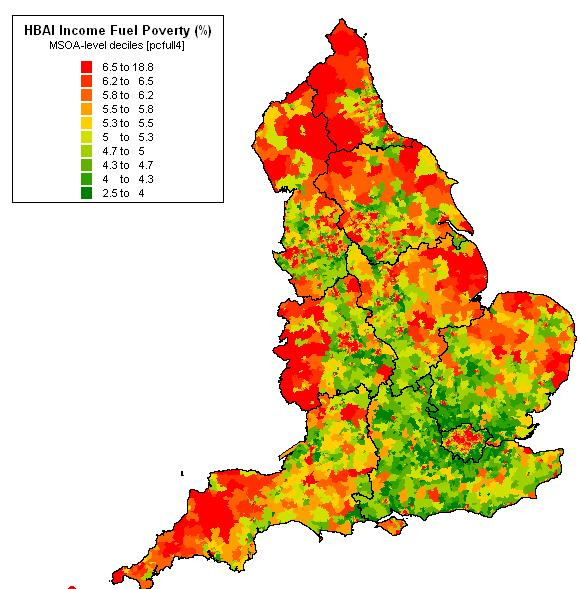 HBAI Income Fuel Poverty (%)
MSOA-level deciles [pcfull4]
6.5 to 18.8
6.2 to 6.5
5.8 to 6.2
5.5 to 5.8
5.3 to 5.5
5 to 5.3
4.7 to 5
4.3 to 4.7
4 to 4.3
2.5 to 4